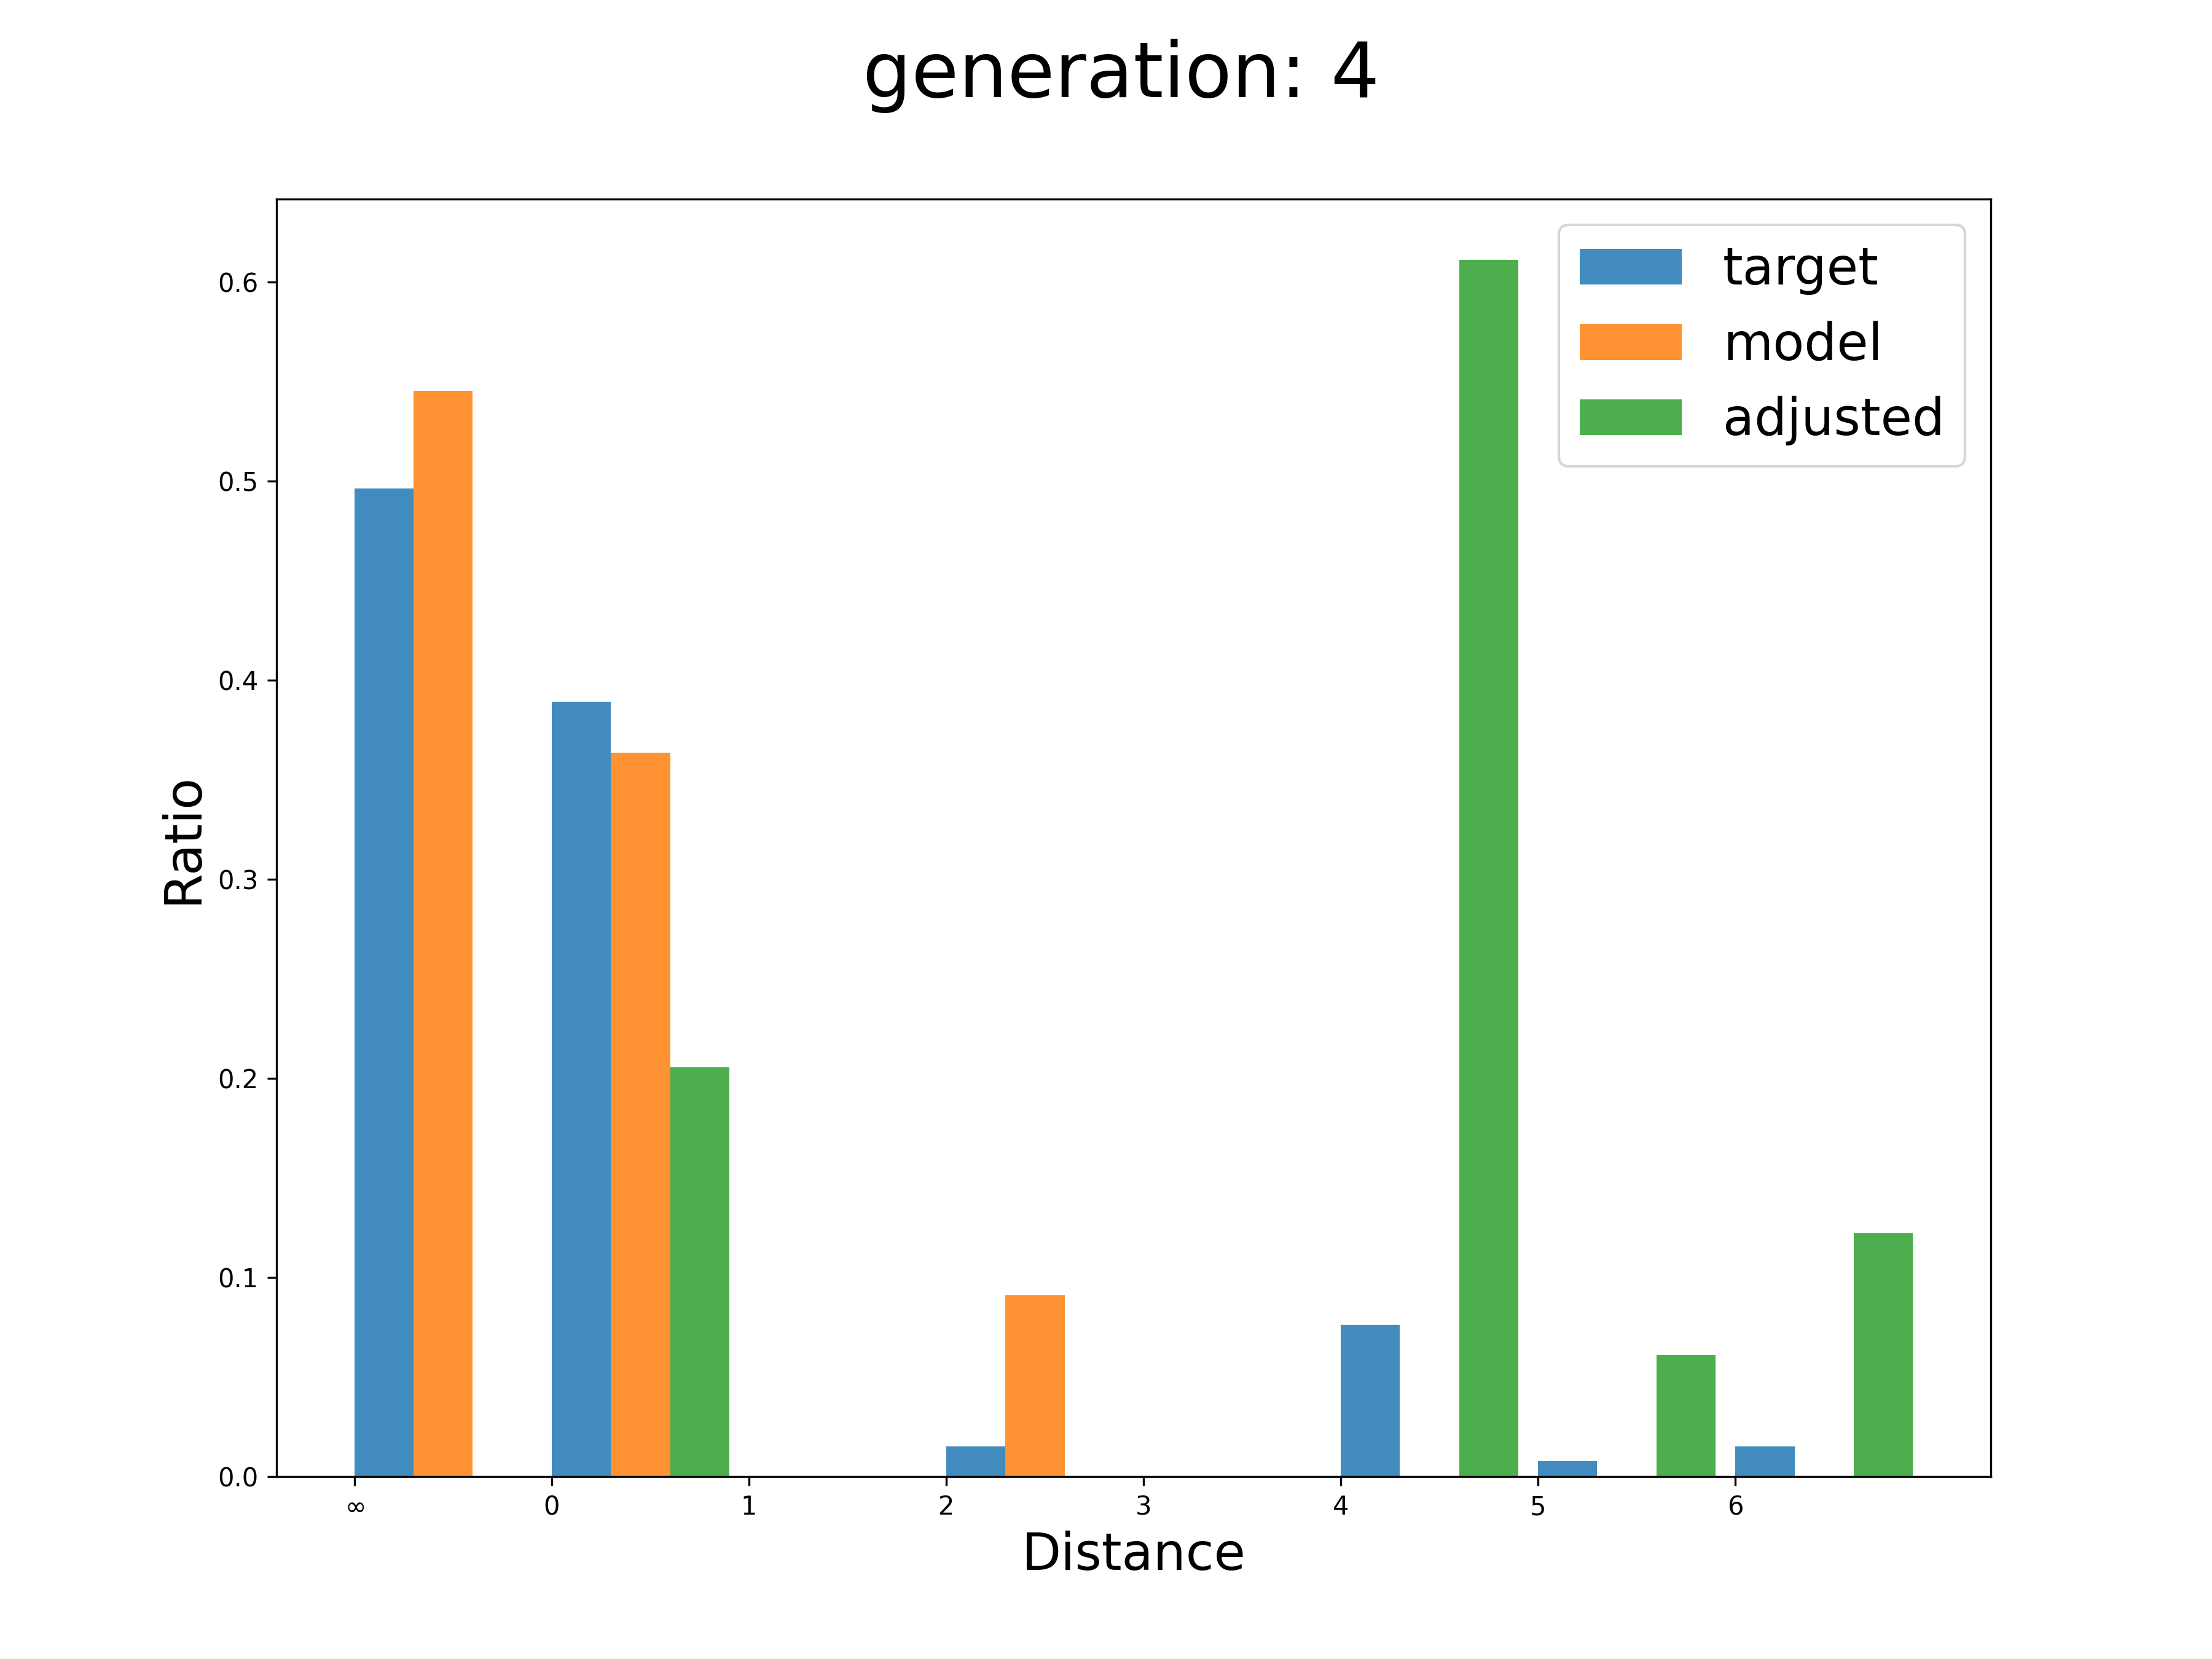 generation: 4
target
model
adjusted
Ratio
0.6
0.5
0.4
0.3
0.2
0.1
0.0
∞ 0 1 2 3 4 5 6
Distance